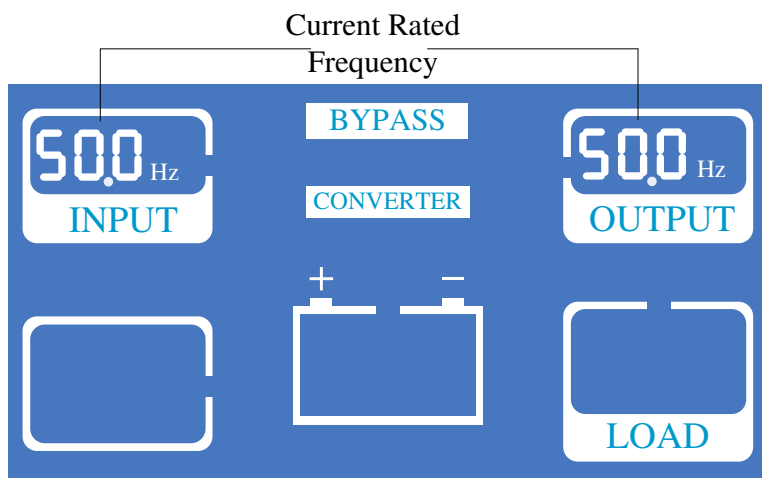 Current Rated
Frequency
50.0 Hz
BYPASS
50.0 Hz
INPUT
CONVERTER
OUTPUT
+ −
LOAD